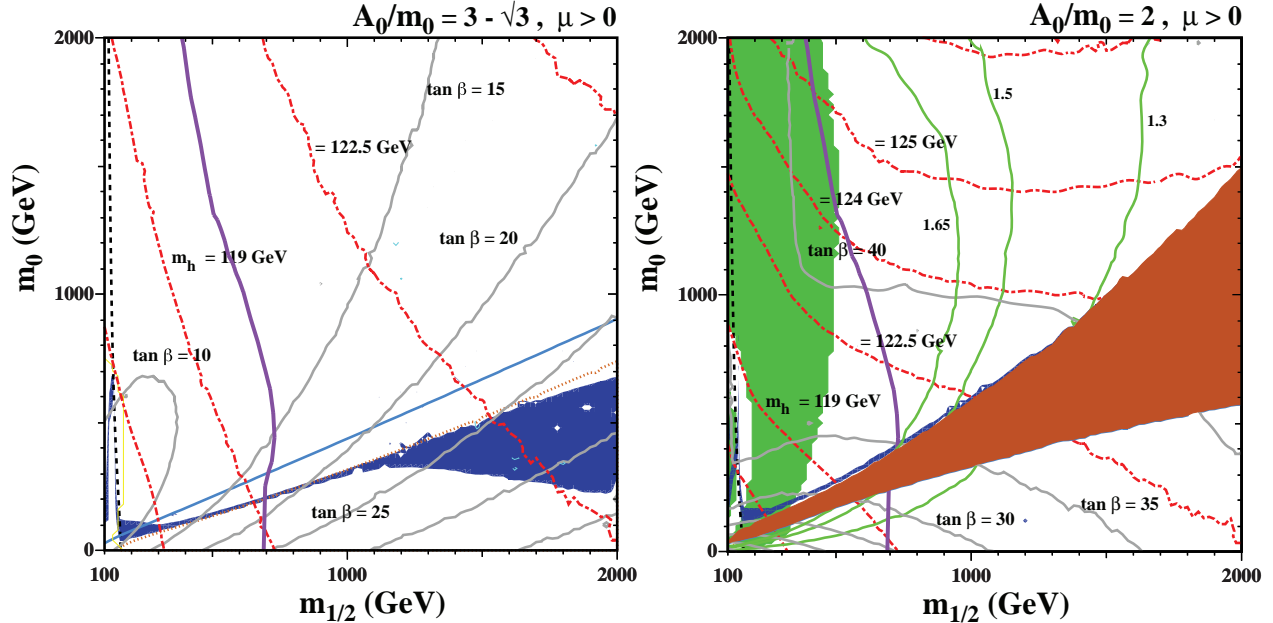 A0/m0 = 3 - √3 , μ > 0
2000
tan β = 15
= 122.5 GeV
tan β = 20
mh = 119 GeV
m0 (GeV)
1000
tan β = 10
tan β = 25
0
100
1000
2000
m1/2 (GeV)
A0/m0 = 2 , μ > 0
2000
1.5
1.3
= 125 GeV
= 124 GeV
1.65
tan β = 40
m0 (GeV)
1000
= 122.5 GeV
mh = 119 GeV
tan β = 35
tan β = 30
0
100
1000
2000
m1/2 (GeV)